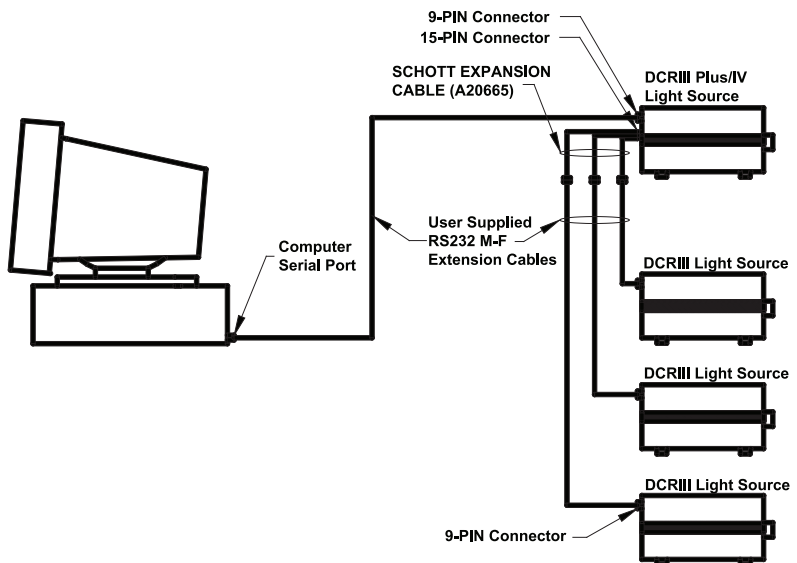 9-PIN Connector
15-PIN Connector
SCHOTT EXPANSION
CABLE (A20665)
DCRIII Plus/IV
Light Source
Computer
Serial Port
User Supplied
RS232 M-F
Extension Cables
DCRIII Light Source
DCRIII Light Source
DCRIII Light Source
9-PIN Connector